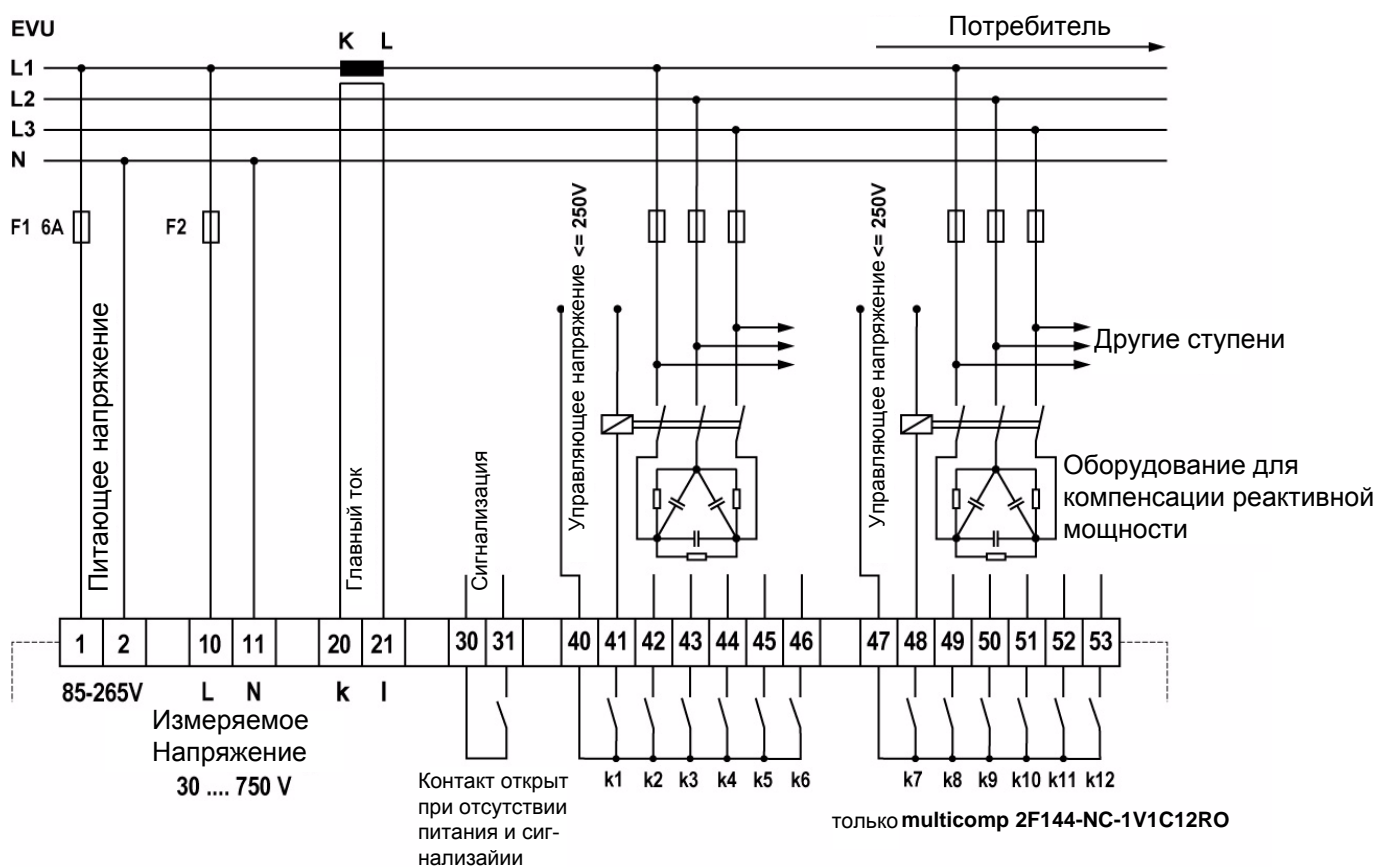 EVU
K L
Потребитель
L1
L2
L3
N
F1 6A
F2
Питающее напряжение
Главный ток
Сигнализация
Управляющее напряжение <= 250V
Управляющее напряжение <= 250V
Другие ступени
Оборудование для
компенсации реактивной
мощности
1 2 10 11 20 21 30 31 40 41 42 43 44 45 46 47 48 49 50 51 52 53
85-265V L N k l
Измеряемое
Напряжение
30 .... 750 V
Контакт открыт
при отсутствии
питания и сиг-
нализайии
k1 k2 k3 k4 k5 k6 k7 k8 k9 k10 k11 k12
только multicomp 2F144-NC-1V1C12RO